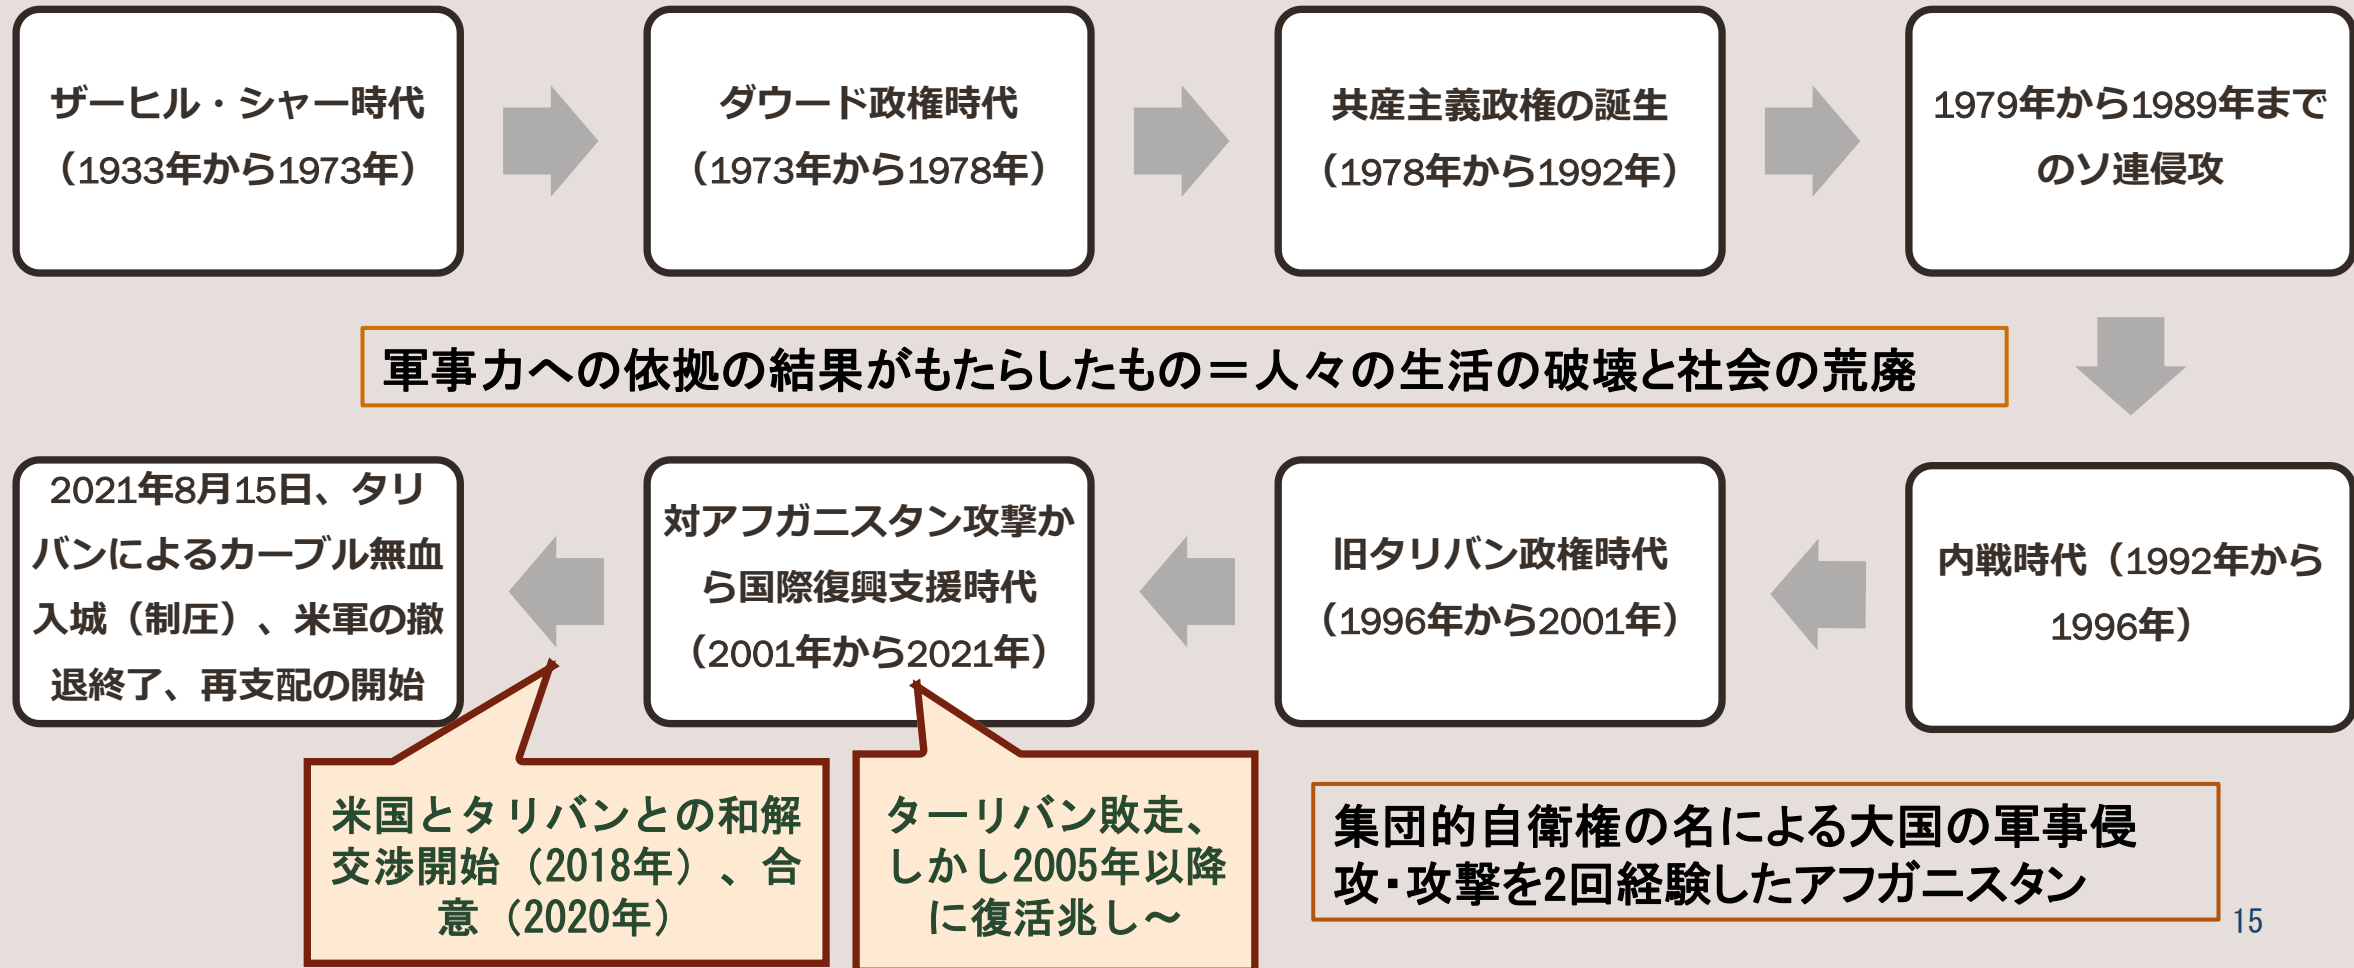 ザーヒル・シャー時代
（1933年から1973年）
ダウード政権時代
（1973年から1978年）
共産主義政権の誕生
（1978年から1992年）
1979年から1989年まで
のソ連侵攻
軍事力への依拠の結果がもたらしたもの＝人々の生活の破壊と社会の荒廃
内戦時代（1992年から
1996年）
旧タリバン政権時代
（1996年から2001年）
対アフガニスタン攻撃か
ら国際復興支援時代
（2001年から2021年）
2021年8月15日、タリ
バンによるカーブル無血
入城（制圧）、米軍の撤
退終了、再支配の開始
米国とタリバンとの和解
交渉開始（2018年）、合
意（2020年）
ターリバン敗走、
しかし2005年以降
に復活兆し～
集団的自衛権の名による大国の軍事侵
攻・攻撃を2回経験したアフガニスタン
15